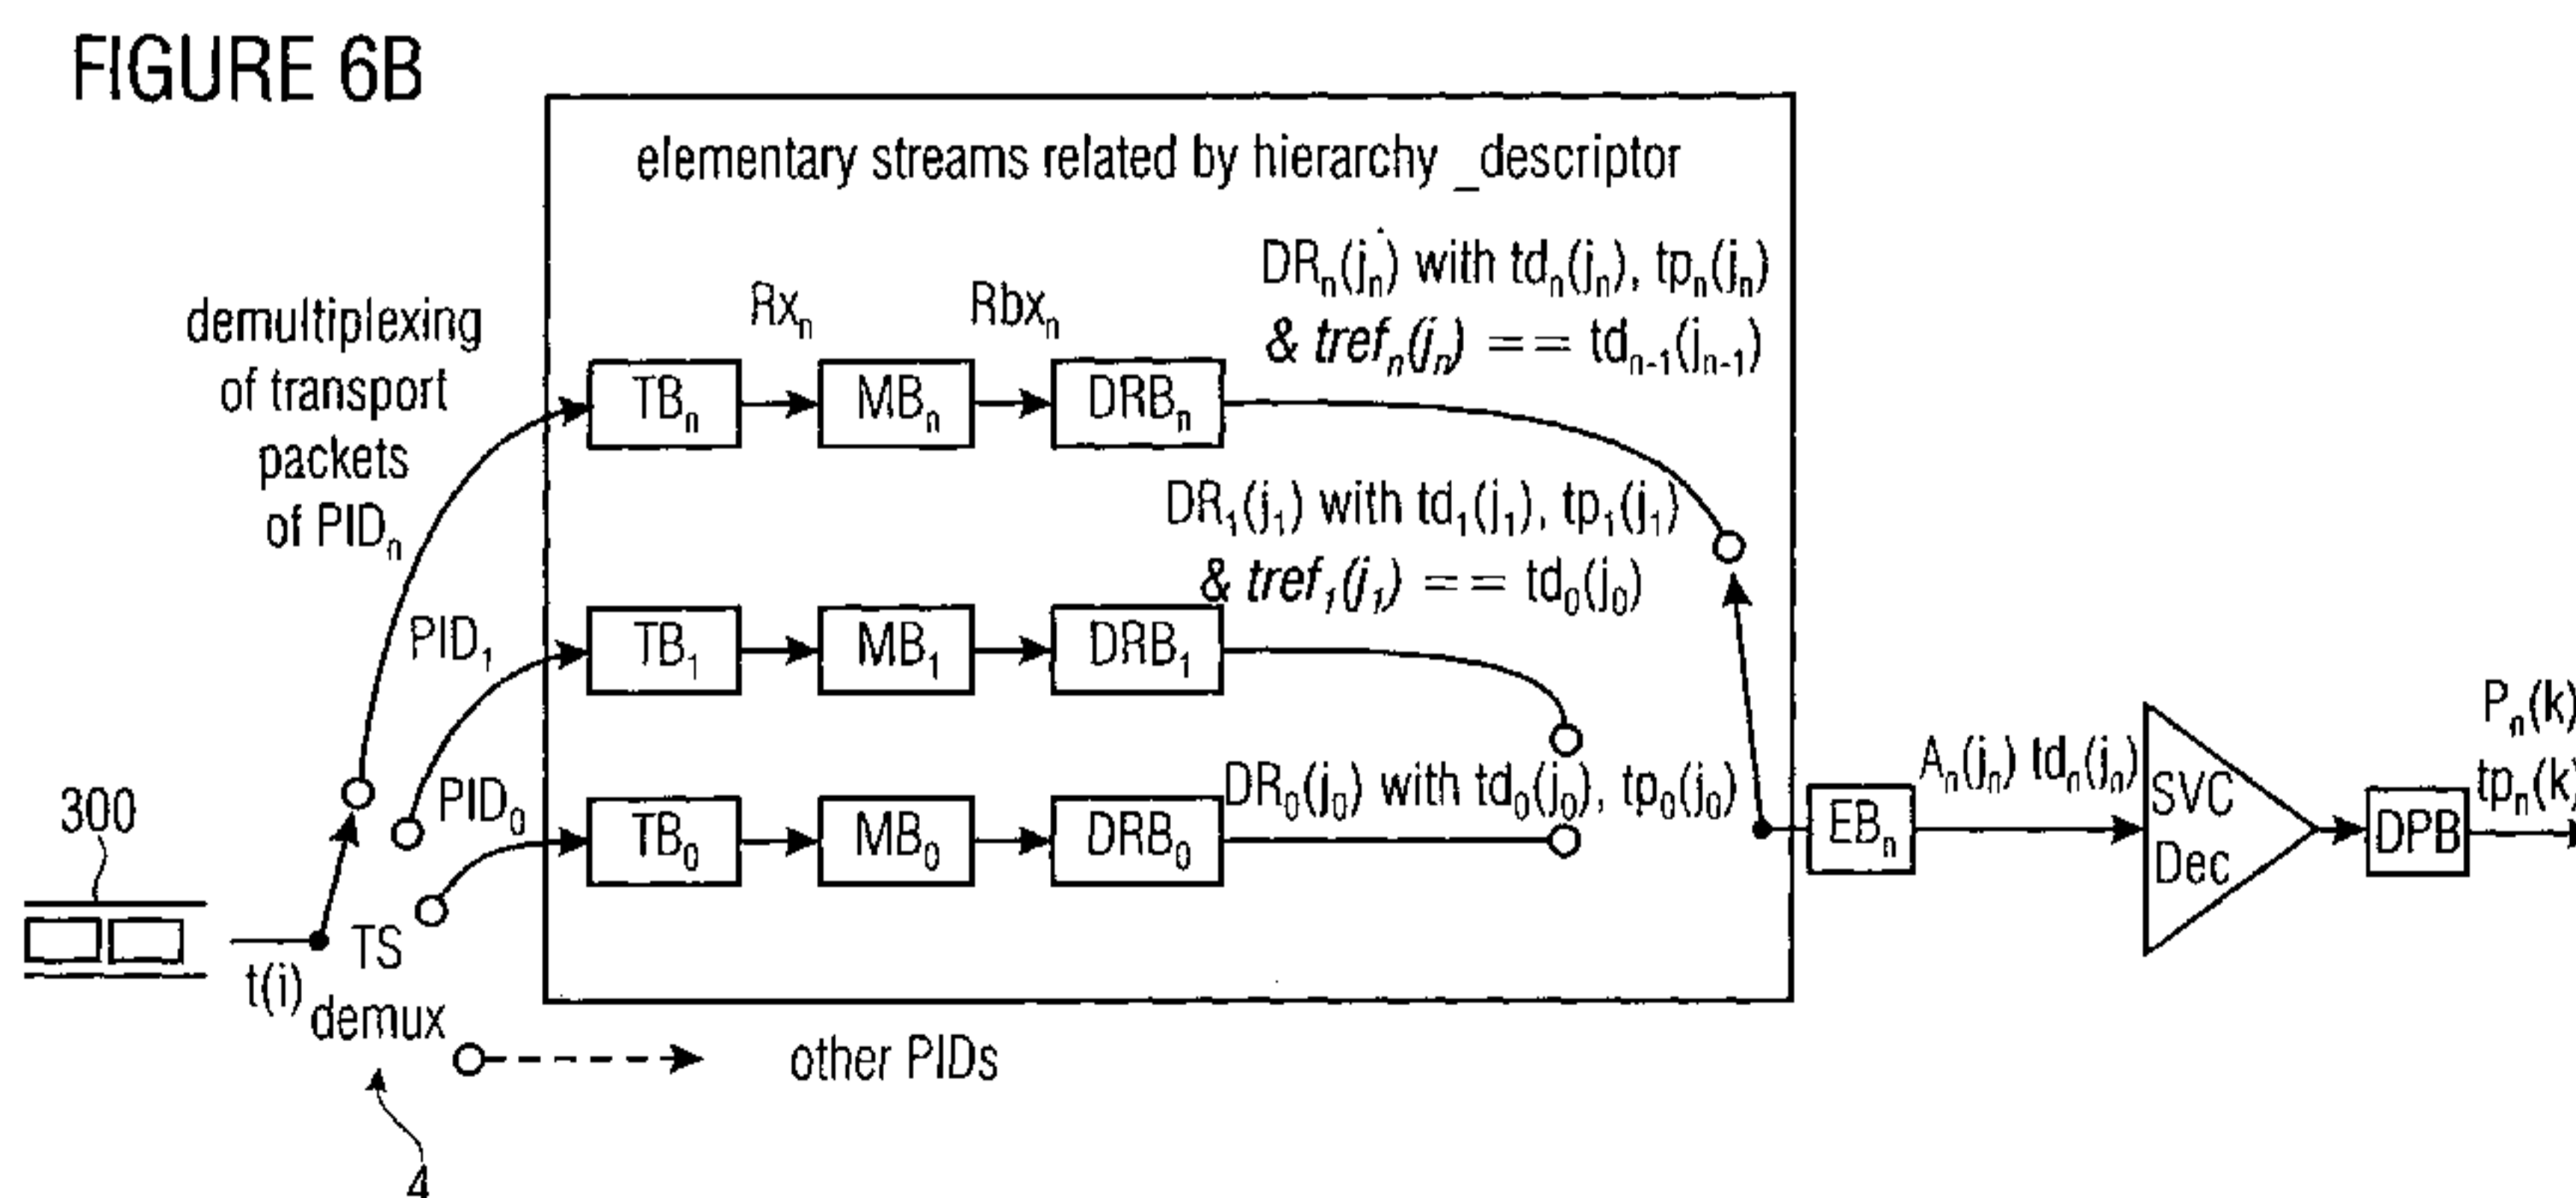 FIGURE 6B
elementary streams related by hierarchy _descriptor
demultiplexing
of transport
packets
of PIDₙ
Rxₙ
Rbxₙ
DRₙ(jₙ) with tdₙ(jₙ), tpₙ(jₙ)
& trefₙ(jₙ) == tdₙ₋₁(jₙ₋₁)
TBₙ
MBₙ
DRBₙ
DR₁(j₁) with td₁(j₁), tp₁(j₁)
& tref₁(j₁) == td₀(j₀)
PID₁
TB₁
MB₁
DRB₁
PID₀
TB₀
MB₀
DRB₀
DR₀(j₀) with td₀(j₀), tp₀(j₀)
EBₙ
Aₙ(jₙ) tdₙ(jₙ)
SVC
Dec
DPB
Pₙ(k)
tpₙ(k)
300
t(i)
TS
demux
other PIDs
4